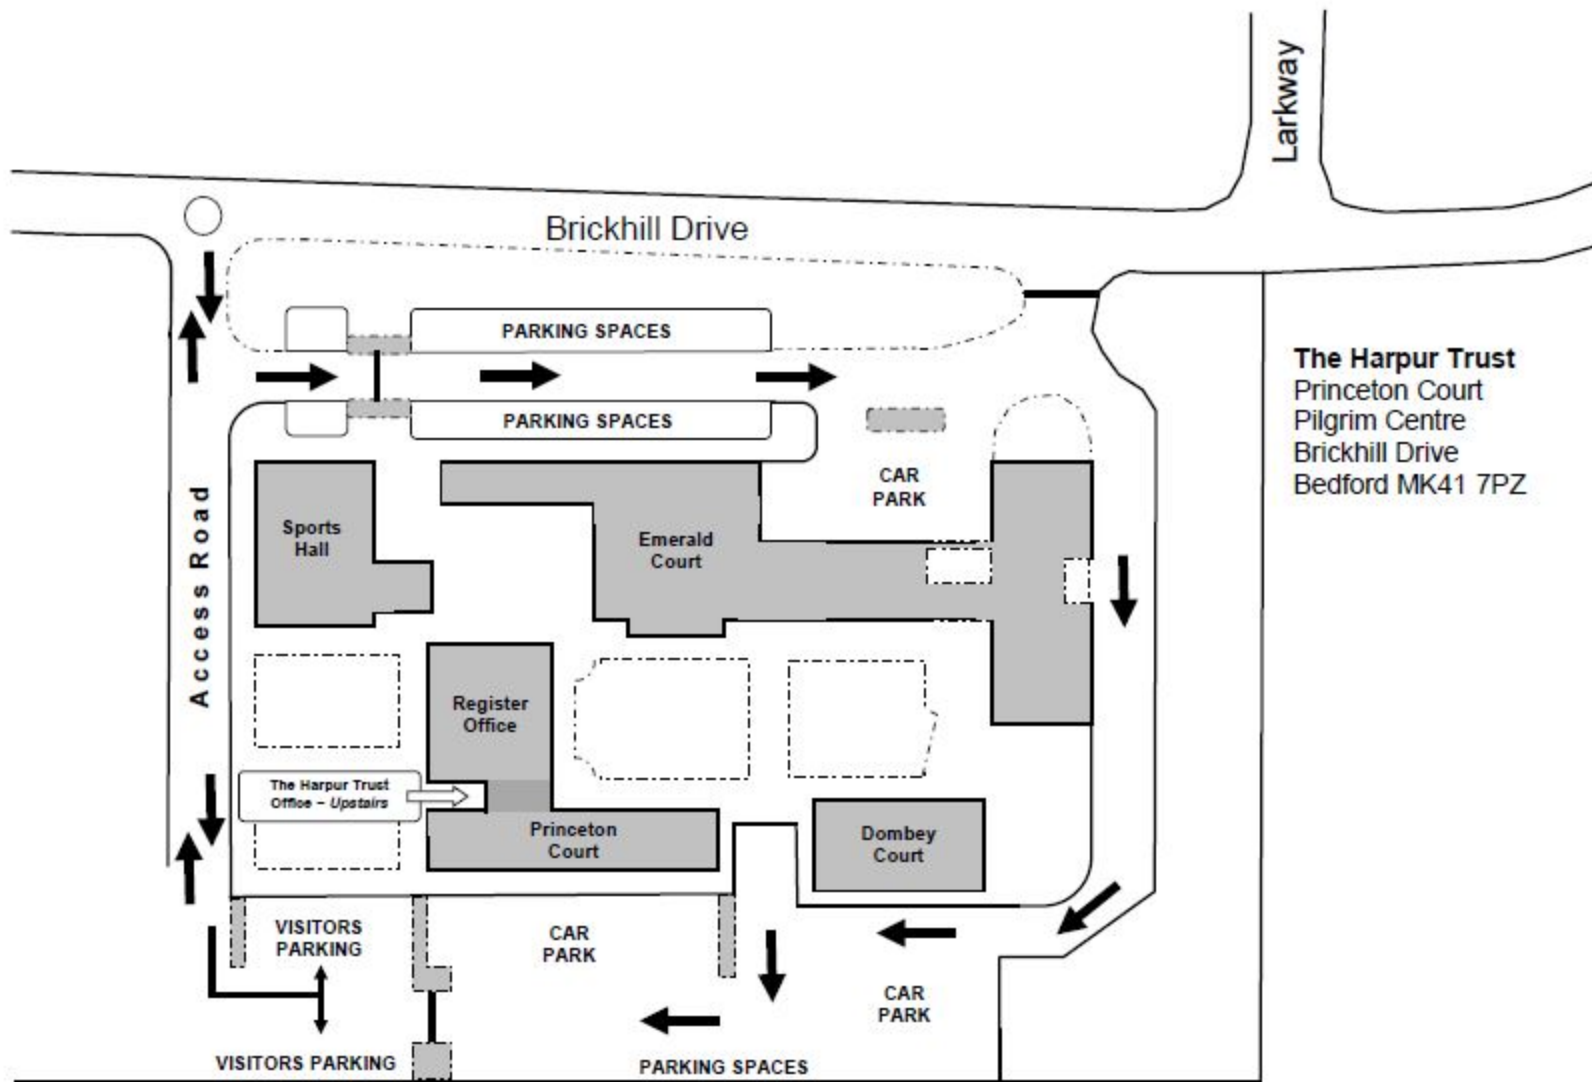 Larkway
Brickhill Drive
PARKING SPACES
PARKING SPACES
The Harpur Trust
Princeton Court
Pilgrim Centre
Brickhill Drive
Bedford MK41 7PZ
CAR
PARK
Access Road
Sports
Hall
Emerald
Court
Register
Office
The Harpur Trust
Office – Upstairs
Princeton
Court
Dombey
Court
VISITORS
PARKING
CAR
PARK
CAR
PARK
VISITORS PARKING
PARKING SPACES